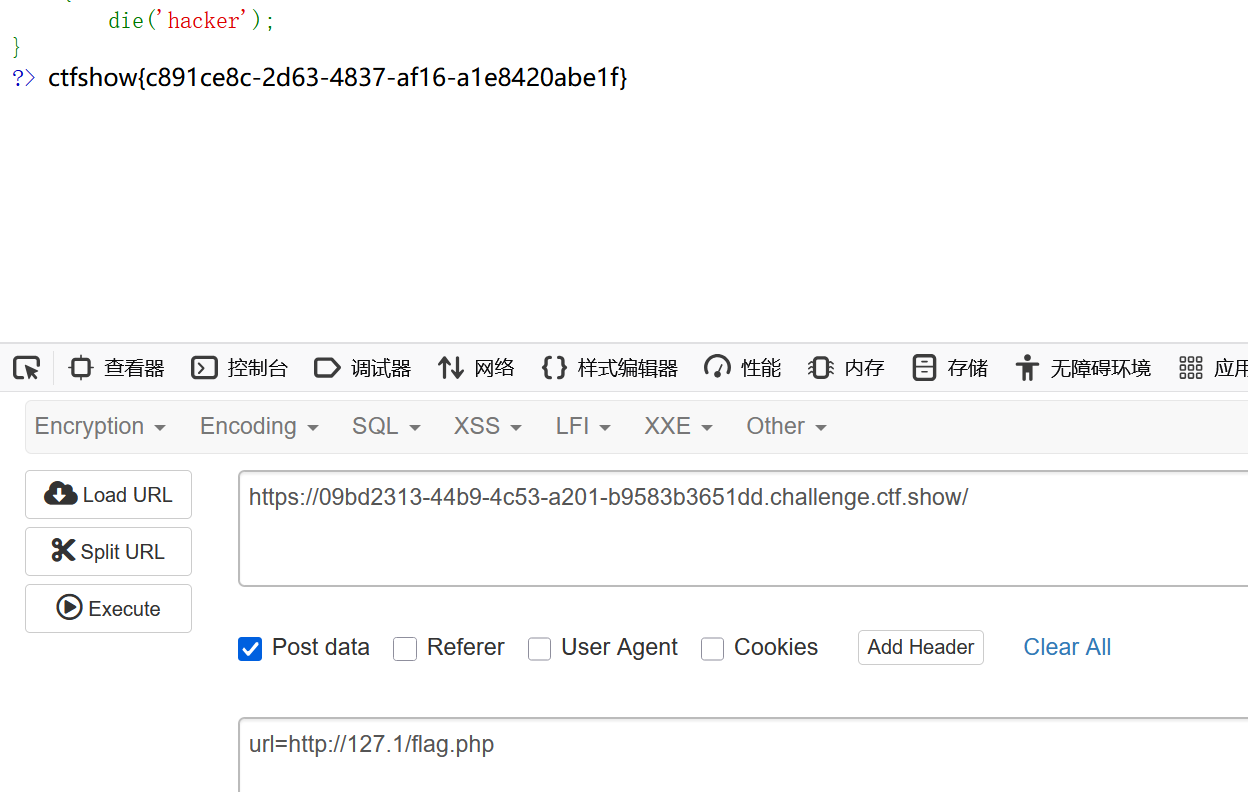 die('hacker');
}
?> ctfshow{c891ce8c-2d63-4837-af16-a1e8420abe1f}
查看器 控制台 调试器 网络 样式编辑器 性能 内存 存储 无障碍环境 应用
Encryption Encoding SQL XSS LFI XXE Other
Load URL
https://09bd2313-44b9-4c53-a201-b9583b3651dd.challenge.ctf.show/
Split URL
Execute
Post data Referer User Agent Cookies Add Header Clear All
url=http://127.1/flag.php